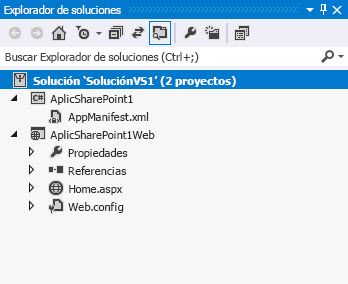 Explorador de soluciones
Buscar Explorador de soluciones (Ctrl+;)
Solución 'SoluciónVS1' (2 proyectos)
C#
AplicSharePoint1
AppManifest.xml
AplicSharePoint1Web
Propiedades
Referencias
Home.aspx
Web.config